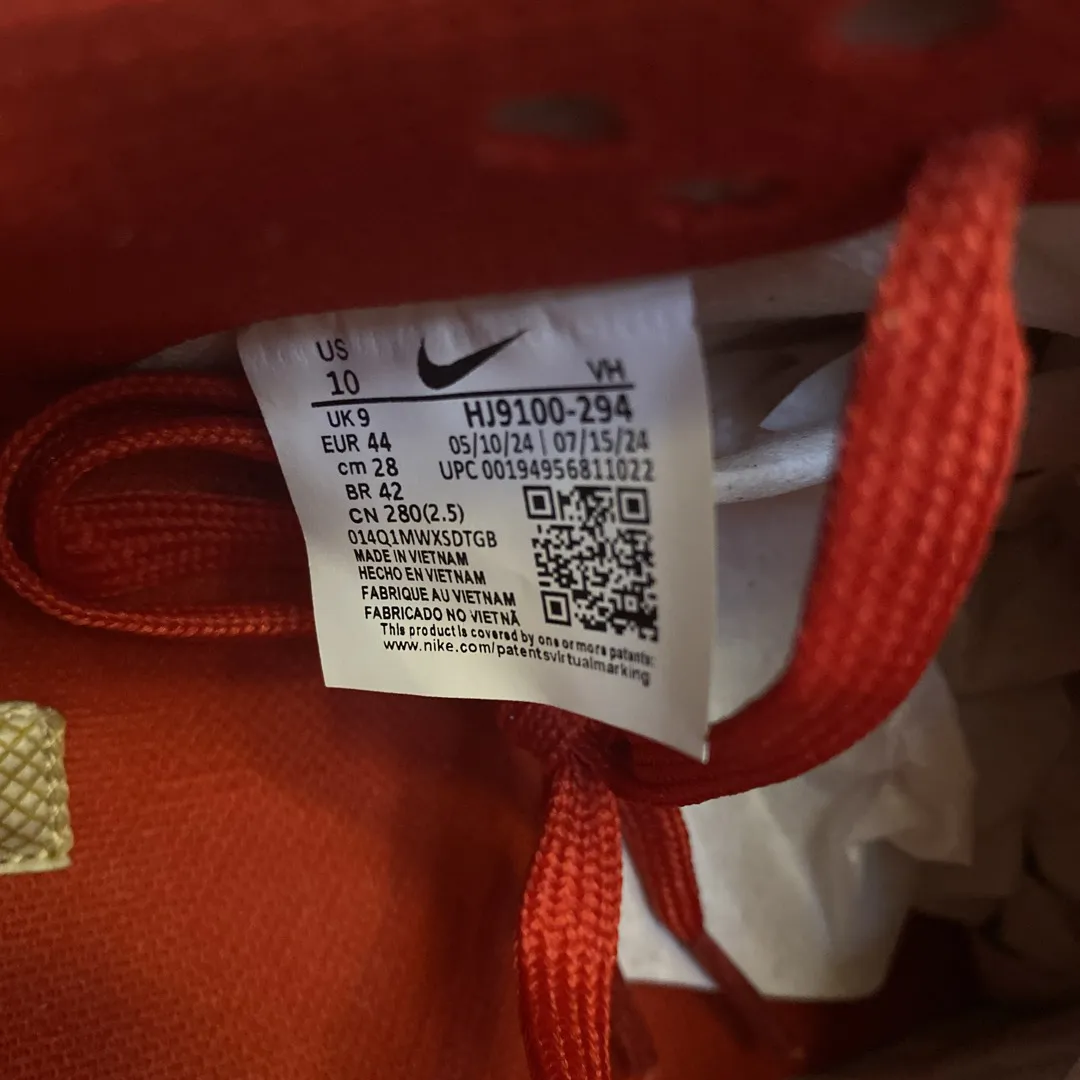 US
10
VH
UK 9
HJ9100-294
EUR 44
05/10/24 | 07/15/24
cm 28
UPC 00194956811022
BR 42
CN 280(2.5)
014Q1MWXSDTGB
MADE IN VIETNAM
HECHO EN VIETNAM
FABRIQUE AU VIETNAM
FABRICADO NO VIETNÃ
This product is covered by one or more patents:
www.nike.com/patentsvirtualmarking